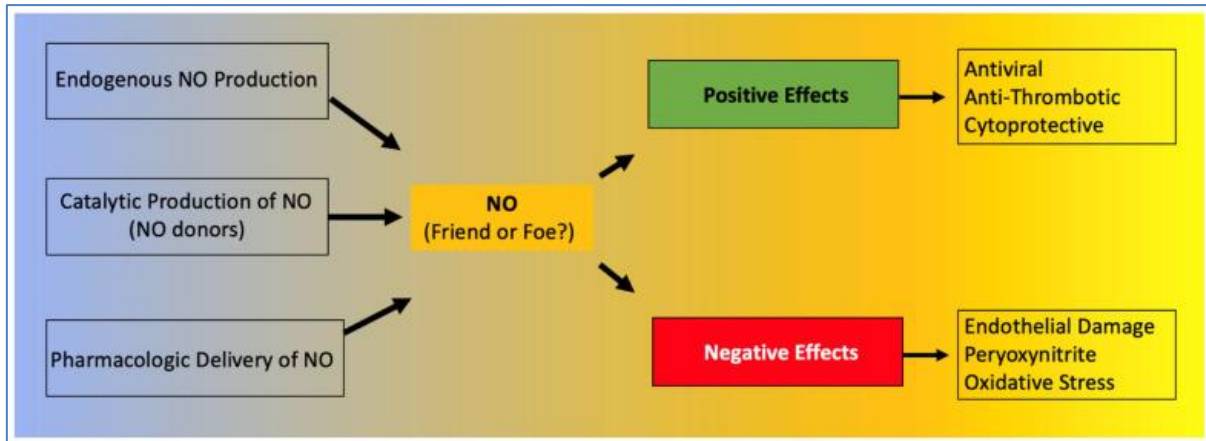 Endogenous NO Production
Catalytic Production of NO
(NO donors)
Pharmacologic Delivery of NO
NO
(Friend or Foe?)
Positive Effects
Antiviral
Anti-Thrombotic
Cytoprotective
Negative Effects
Endothelial Damage
Peryoxynitrite
Oxidative Stress